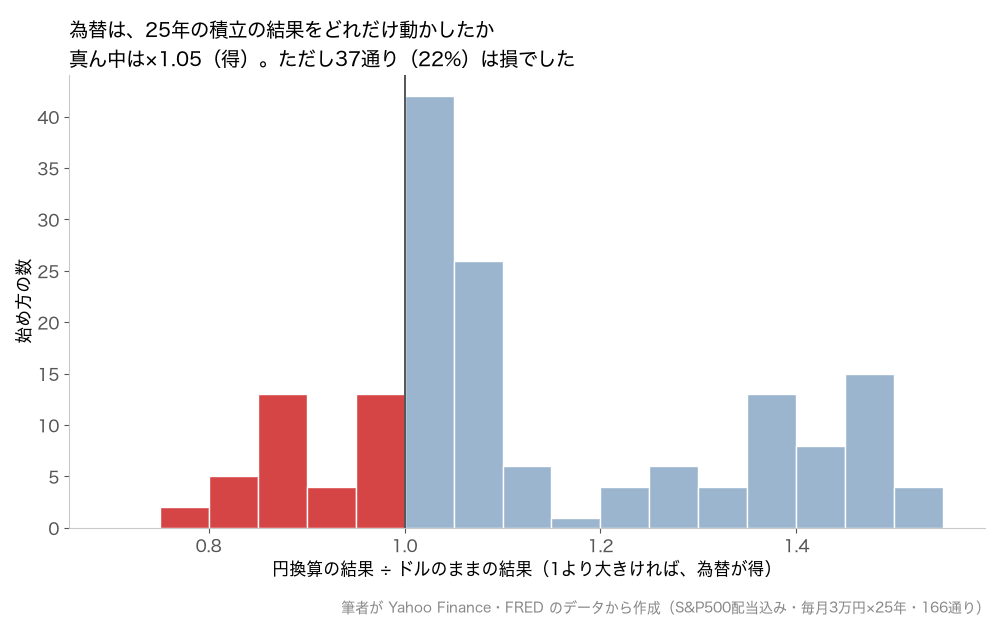 為替は、25年の積立の結果をどれだけ動かしたか
真ん中は×1.05（得）。ただし37通り（22%）は損でした
始め方の数
40
35
30
25
20
15
10
5
0
0.8
1.0
1.2
1.4
円換算の結果 ÷ ドルのままの結果（1より大きければ、為替が得）
筆者が Yahoo Finance・FRED のデータから作成（S&P500配当込み・毎月3万円×25年・166通り）